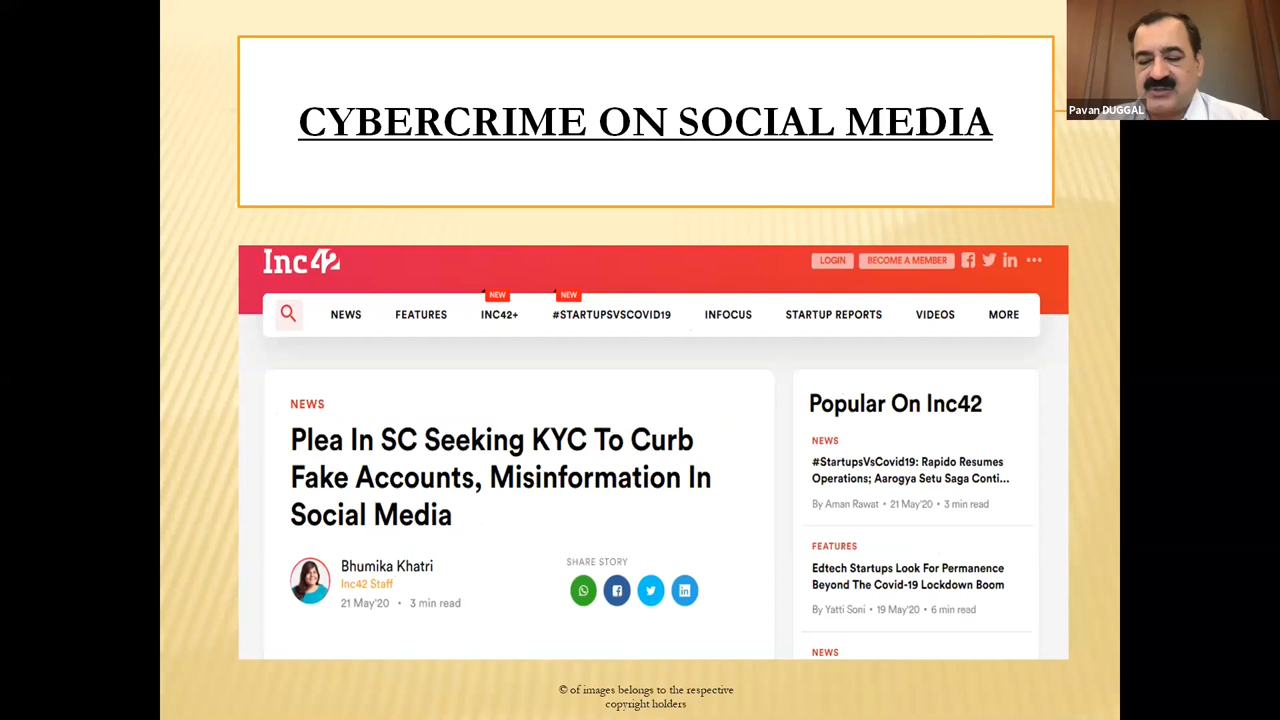 CYBERCRIME ON SOCIAL MEDIA
Pavan DUGGAL
Inc42
LOGIN
BECOME A MEMBER
NEWS
FEATURES
NEW
INC42+
NEW
#STARTUPSVSCOVID19
INFOCUS
STARTUP REPORTS
VIDEOS
MORE
NEWS
Plea In SC Seeking KYC To Curb
Fake Accounts, Misinformation In
Social Media
Bhumika Khatri
Inc42 Staff
21 May'20 • 3 min read
SHARE STORY
Popular On Inc42
NEWS
#StartupsVsCovid19: Rapido Resumes
Operations; Aarogya Setu Saga Conti...
By Aman Rawat • 21 May'20 • 3 min read
FEATURES
Edtech Startups Look For Permanence
Beyond The Covid-19 Lockdown Boom
By Yatti Soni • 19 May'20 • 6 min read
NEWS
© of images belongs to the respective
copyright holders